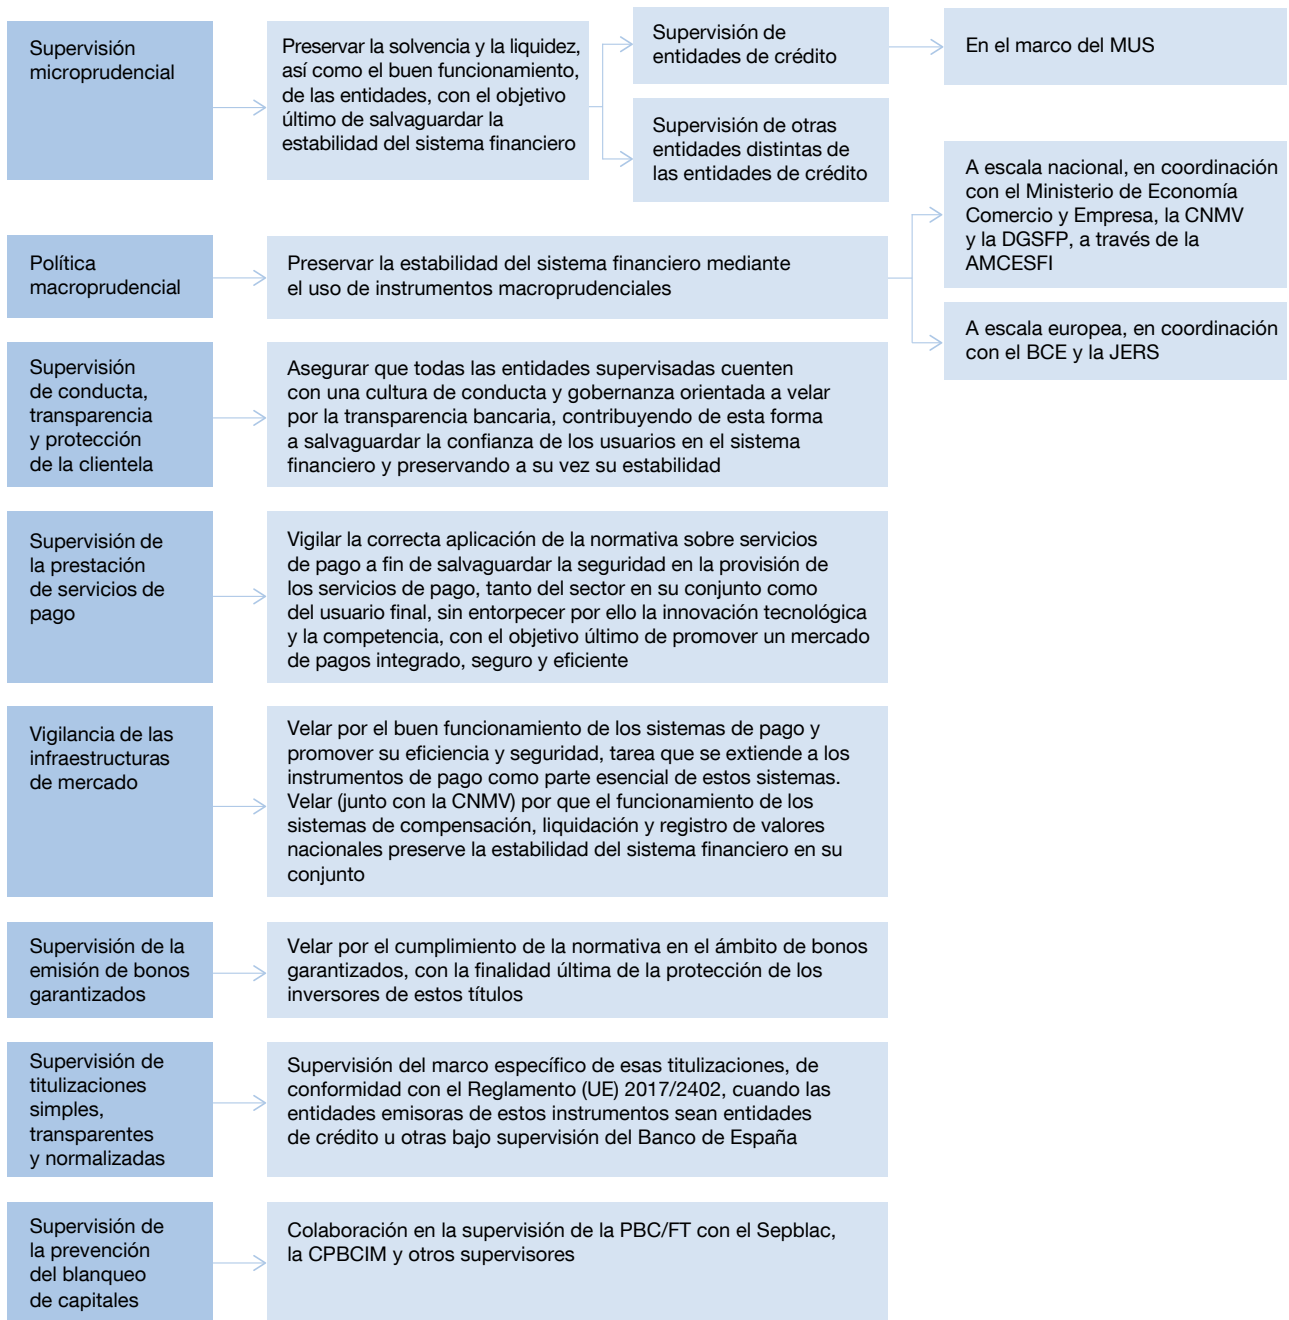 Supervisión
microprudencial
Preservar la solvencia y la liquidez,
así como el buen funcionamiento,
de las entidades, con el objetivo
último de salvaguardar la
estabilidad del sistema financiero
Supervisión de
entidades de crédito
En el marco del MUS
Supervisión de otras
entidades distintas de
las entidades de crédito
Política
macroprudencial
Preservar la estabilidad del sistema financiero mediante
el uso de instrumentos macroprudenciales
A escala nacional, en coordinación
con el Ministerio de Economía
Comercio y Empresa, la CNMV
y la DGSFP, a través de la
AMCESFI
A escala europea, en coordinación
con el BCE y la JERS
Supervisión
de conducta,
transparencia
y protección
de la clientela
Asegurar que todas las entidades supervisadas cuenten
con una cultura de conducta y gobernanza orientada a velar
por la transparencia bancaria, contribuyendo de esta forma
a salvaguardar la confianza de los usuarios en el sistema
financiero y preservando a su vez su estabilidad
Supervisión de
la prestación
de servicios de
pago
Vigilar la correcta aplicación de la normativa sobre servicios
de pago a fin de salvaguardar la seguridad en la provisión de
los servicios de pago, tanto del sector en su conjunto como
del usuario final, sin entorpecer por ello la innovación tecnológica
y la competencia, con el objetivo último de promover un mercado
de pagos integrado, seguro y eficiente
Vigilancia de las
infraestructuras
de mercado
Velar por el buen funcionamiento de los sistemas de pago y
promover su eficiencia y seguridad, tarea que se extiende a los
instrumentos de pago como parte esencial de estos sistemas.
Velar (junto con la CNMV) por que el funcionamiento de los
sistemas de compensación, liquidación y registro de valores
nacionales preserve la estabilidad del sistema financiero en su
conjunto
Supervisión de la
emisión de bonos
garantizados
Velar por el cumplimiento de la normativa en el ámbito de bonos
garantizados, con la finalidad última de la protección de los
inversores de estos títulos
Supervisión de
titulizaciones
simples,
transparentes
y normalizadas
Supervisión del marco específico de esas titulizaciones, de
conformidad con el Reglamento (UE) 2017/2402, cuando las
entidades emisoras de estos instrumentos sean entidades
de crédito u otras bajo supervisión del Banco de España
Supervisión de
la prevención
del blanqueo
de capitales
Colaboración en la supervisión de la PBC/FT con el Sepblac,
la CPBCIM y otros supervisores